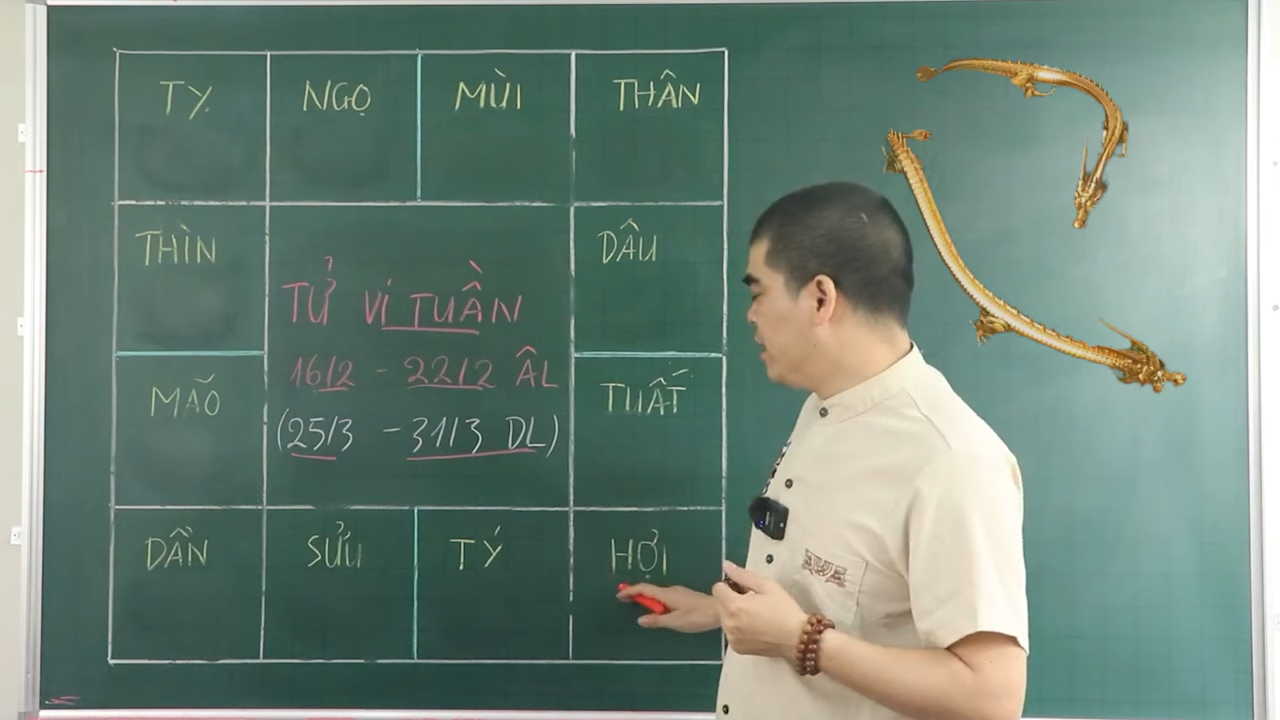 TỴ
NGỌ
MÙI
THÂN
THÌN
DẬU
TỬ VI TUẦN
16/2 - 22/2 ÂL
(25/3 - 31/3 DL)
MÃO
TUẤT
DẦN
SỬU
TÝ
HỢI